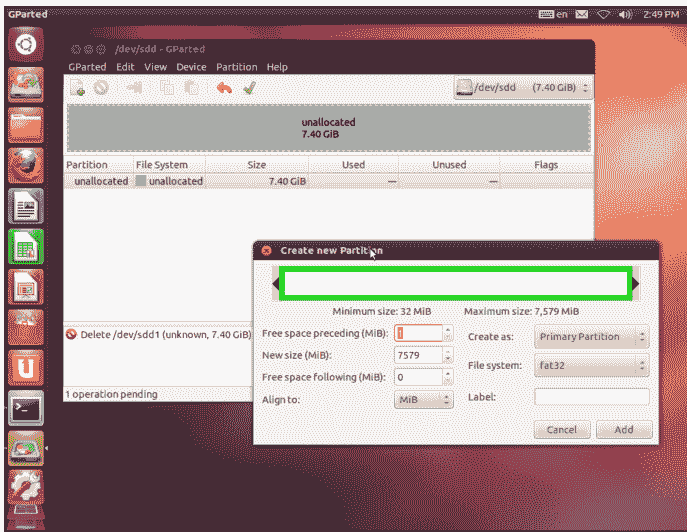 GParted
en
2:49 PM
/dev/sdd - GParted
GParted Edit View Device Partition Help
/dev/sdd (7.40 GiB)
unallocated
7.40 GiB
Partition File System Size Used Unused Flags
unallocated unallocated 7.40 GiB — —
Create new Partition
Minimum size: 32 MiB Maximum size: 7,579 MiB
Free space preceding (MiB): 1
Create as: Primary Partition
New size (MiB): 7579
File system: fat32
Free space following (MiB): 0
Align to: MiB
Label:
Cancel Add
Delete /dev/sdd1 (unknown, 7.40 GiB)
1 operation pending